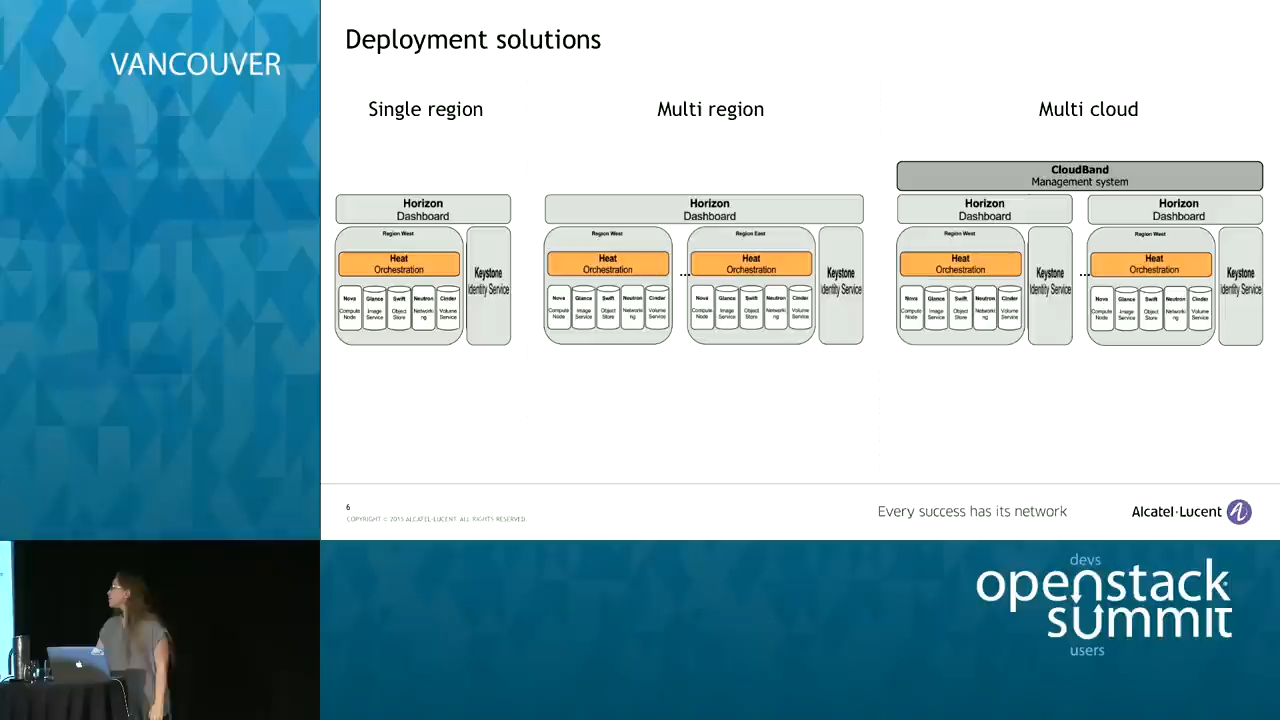 VANCOUVER
Deployment solutions
Single region
Multi region
Multi cloud
CloudBand
Management system
Horizon
Dashboard
Horizon
Dashboard
Horizon
Dashboard
Horizon
Dashboard
Region West
Heat
Orchestration
Nova
Compute
Node
Glance
Image
Service
Swift
Object
Store
Neutron
Networki
ng
Cinder
Volume
Service
Keystone
Identity Service
Region West
Heat
Orchestration
Nova
Compute
Node
Glance
Image
Service
Swift
Object
Store
Neutron
Networki
ng
Cinder
Volume
Service
...
Region East
Heat
Orchestration
Nova
Compute
Node
Glance
Image
Service
Swift
Object
Store
Neutron
Networki
ng
Cinder
Volume
Service
Keystone
Identity Service
Region West
Heat
Orchestration
Nova
Compute
Node
Glance
Image
Service
Swift
Object
Store
Neutron
Networki
ng
Cinder
Volume
Service
Keystone
Identity Service
...
Region West
Heat
Orchestration
Nova
Compute
Node
Glance
Image
Service
Swift
Object
Store
Neutron
Networki
ng
Cinder
Volume
Service
Keystone
Identity Service
6
COPYRIGHT © 2015 ALCATEL-LUCENT. ALL RIGHTS RESERVED.
Every success has its network
Alcatel·Lucent
devs
openstack
summit
users